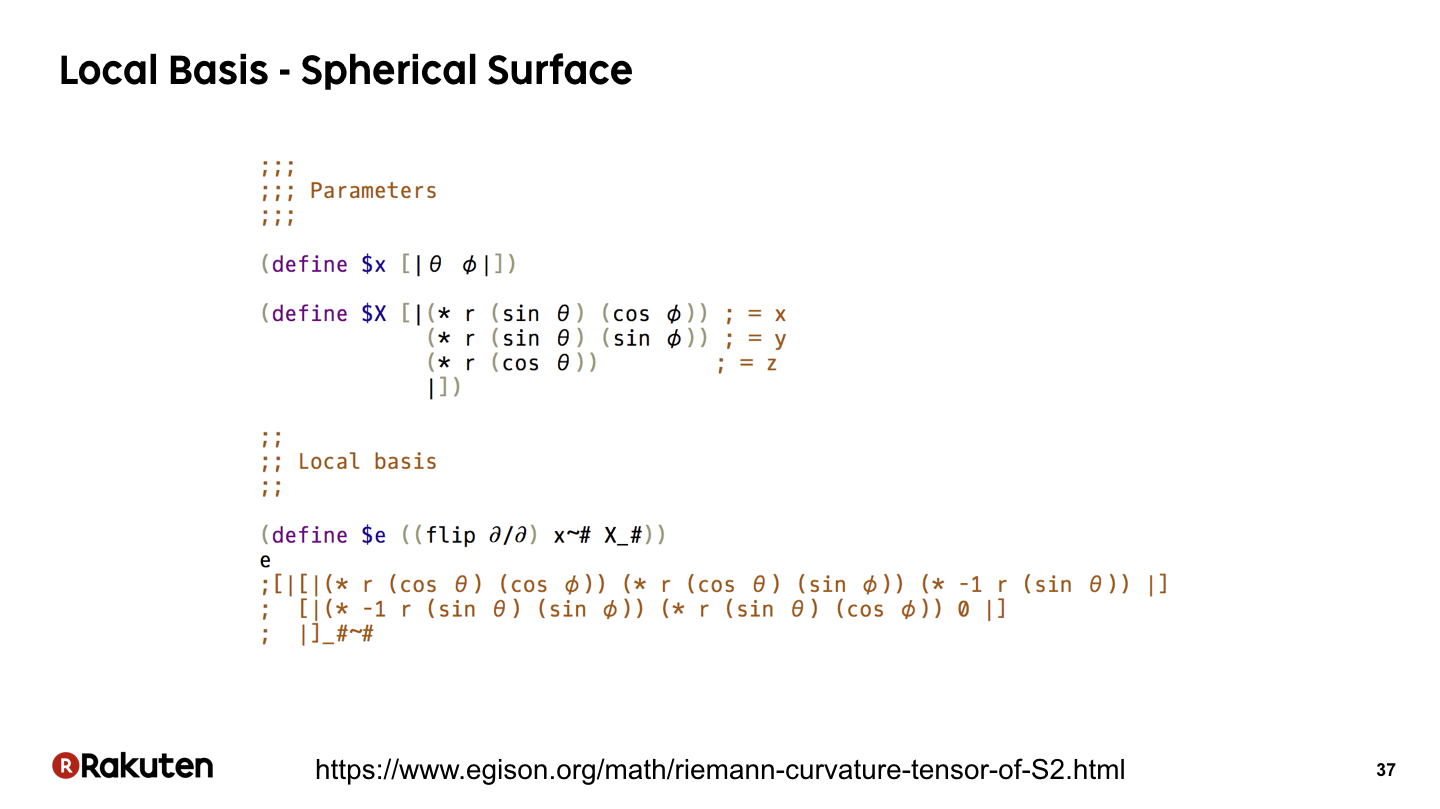 Local Basis - Spherical Surface
;;;
;;; Parameters
;;;
(define $x [|θ ϕ|])
(define $X [|(* r (sin θ) (cos ϕ)) ; = x
(* r (sin θ) (sin ϕ)) ; = y
(* r (cos θ)) ; = z
|])
;;
;; Local basis
;;
(define $e ((flip ∂/∂) x~# X_#))
e
;[|[|(* r (cos θ) (cos ϕ)) (* r (cos θ) (sin ϕ)) (* -1 r (sin θ)) |]
; [|(* -1 r (sin θ) (sin ϕ)) (* r (sin θ) (cos ϕ)) 0 |]
; |]_#~#
R Rakuten
https://www.egison.org/math/riemann-curvature-tensor-of-S2.html
37